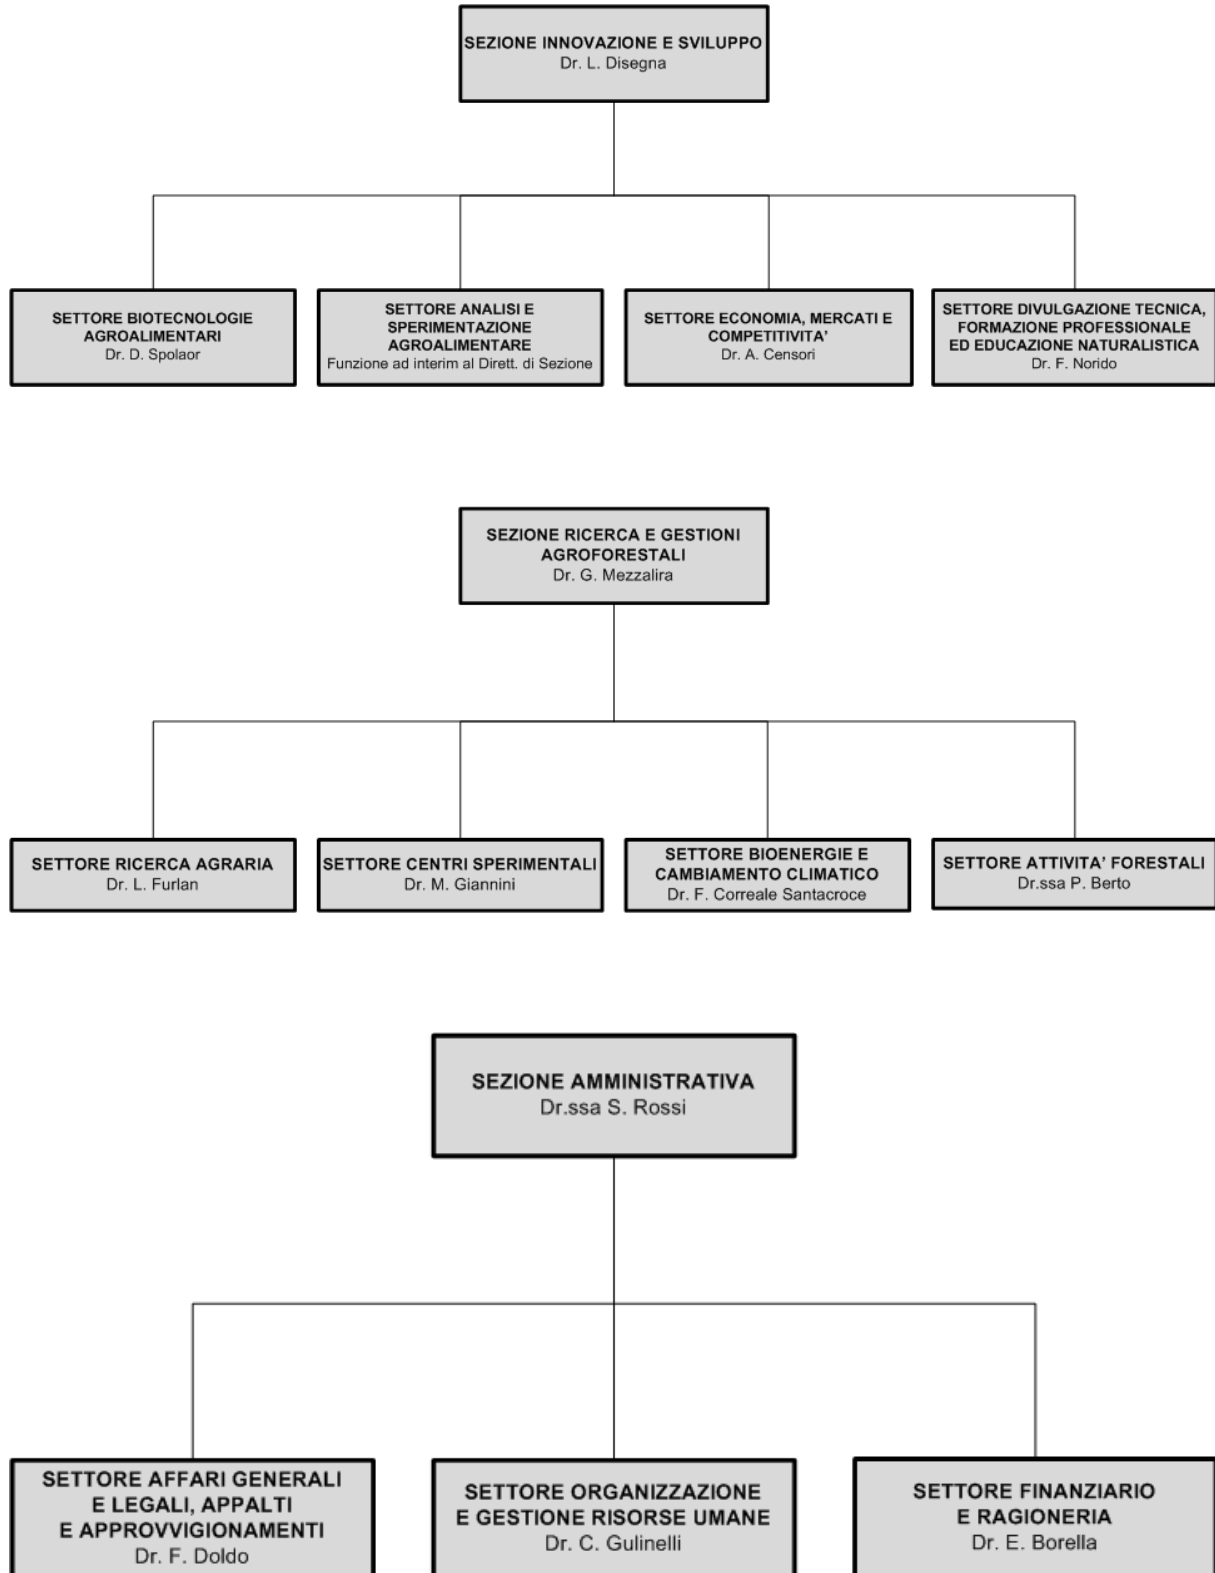 SEZIONE INNOVAZIONE E SVILUPPO
Dr. L. Disegna
SETTORE BIOTECNOLOGIE
AGROALIMENTARI
Dr. D. Spolaor
SETTORE ANALISI E
SPERIMENTAZIONE
AGROALIMENTARE
Funzione ad interim al Dirett. di Sezione
SETTORE ECONOMIA, MERCATI E
COMPETITIVITA'
Dr. A. Censori
SETTORE DIVULGAZIONE TECNICA,
FORMAZIONE PROFESSIONALE
ED EDUCAZIONE NATURALISTICA
Dr. F. Norido
SEZIONE RICERCA E GESTIONI
AGROFORESTALI
Dr. G. Mezzalira
SETTORE RICERCA AGRARIA
Dr. L. Furlan
SETTORE CENTRI SPERIMENTALI
Dr. M. Giannini
SETTORE BIOENERGIE E
CAMBIAMENTO CLIMATICO
Dr. F. Correale Santacroce
SETTORE ATTIVITA' FORESTALI
Dr.ssa P. Berto
SEZIONE AMMINISTRATIVA
Dr.ssa S. Rossi
SETTORE AFFARI GENERALI
E LEGALI, APPALTI
E APPROVVIGIONAMENTI
Dr. F. Doldo
SETTORE ORGANIZZAZIONE
E GESTIONE RISORSE UMANE
Dr. C. Gulinelli
SETTORE FINANZIARIO
E RAGIONERIA
Dr. E. Borella